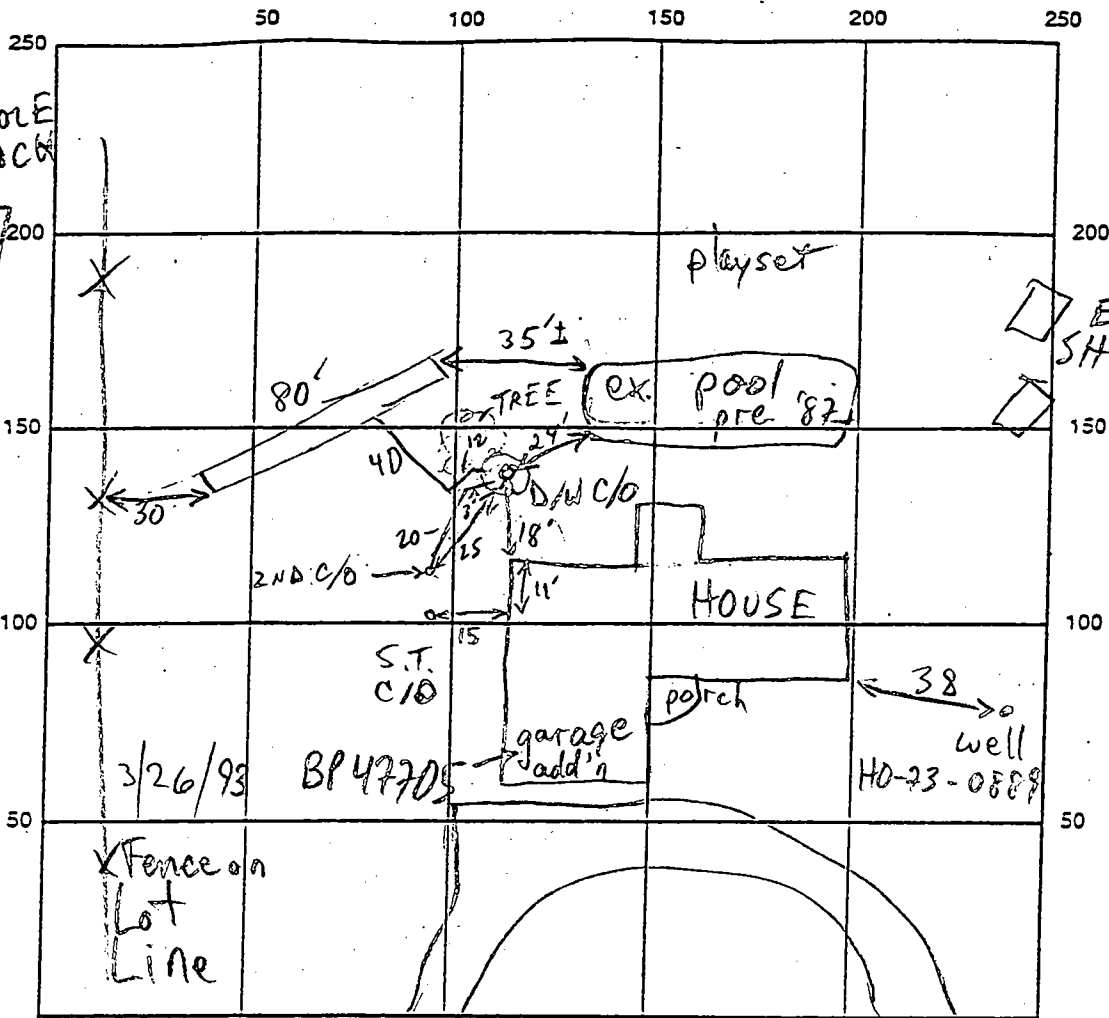 50 100 150 200 250
250
200 200
playset
35'±
80'
ex. pool
pre '87
TREE
150 150
24'
12
40
D/W C/O
30
20
25
18'
2ND C/O
11'
HOUSE
100 100
15
S.T.
C/O
38
porch
well
HO-73-0889
garage
add'n
3/26/93 BP 47705
50 50
Fence on
Lot
Line